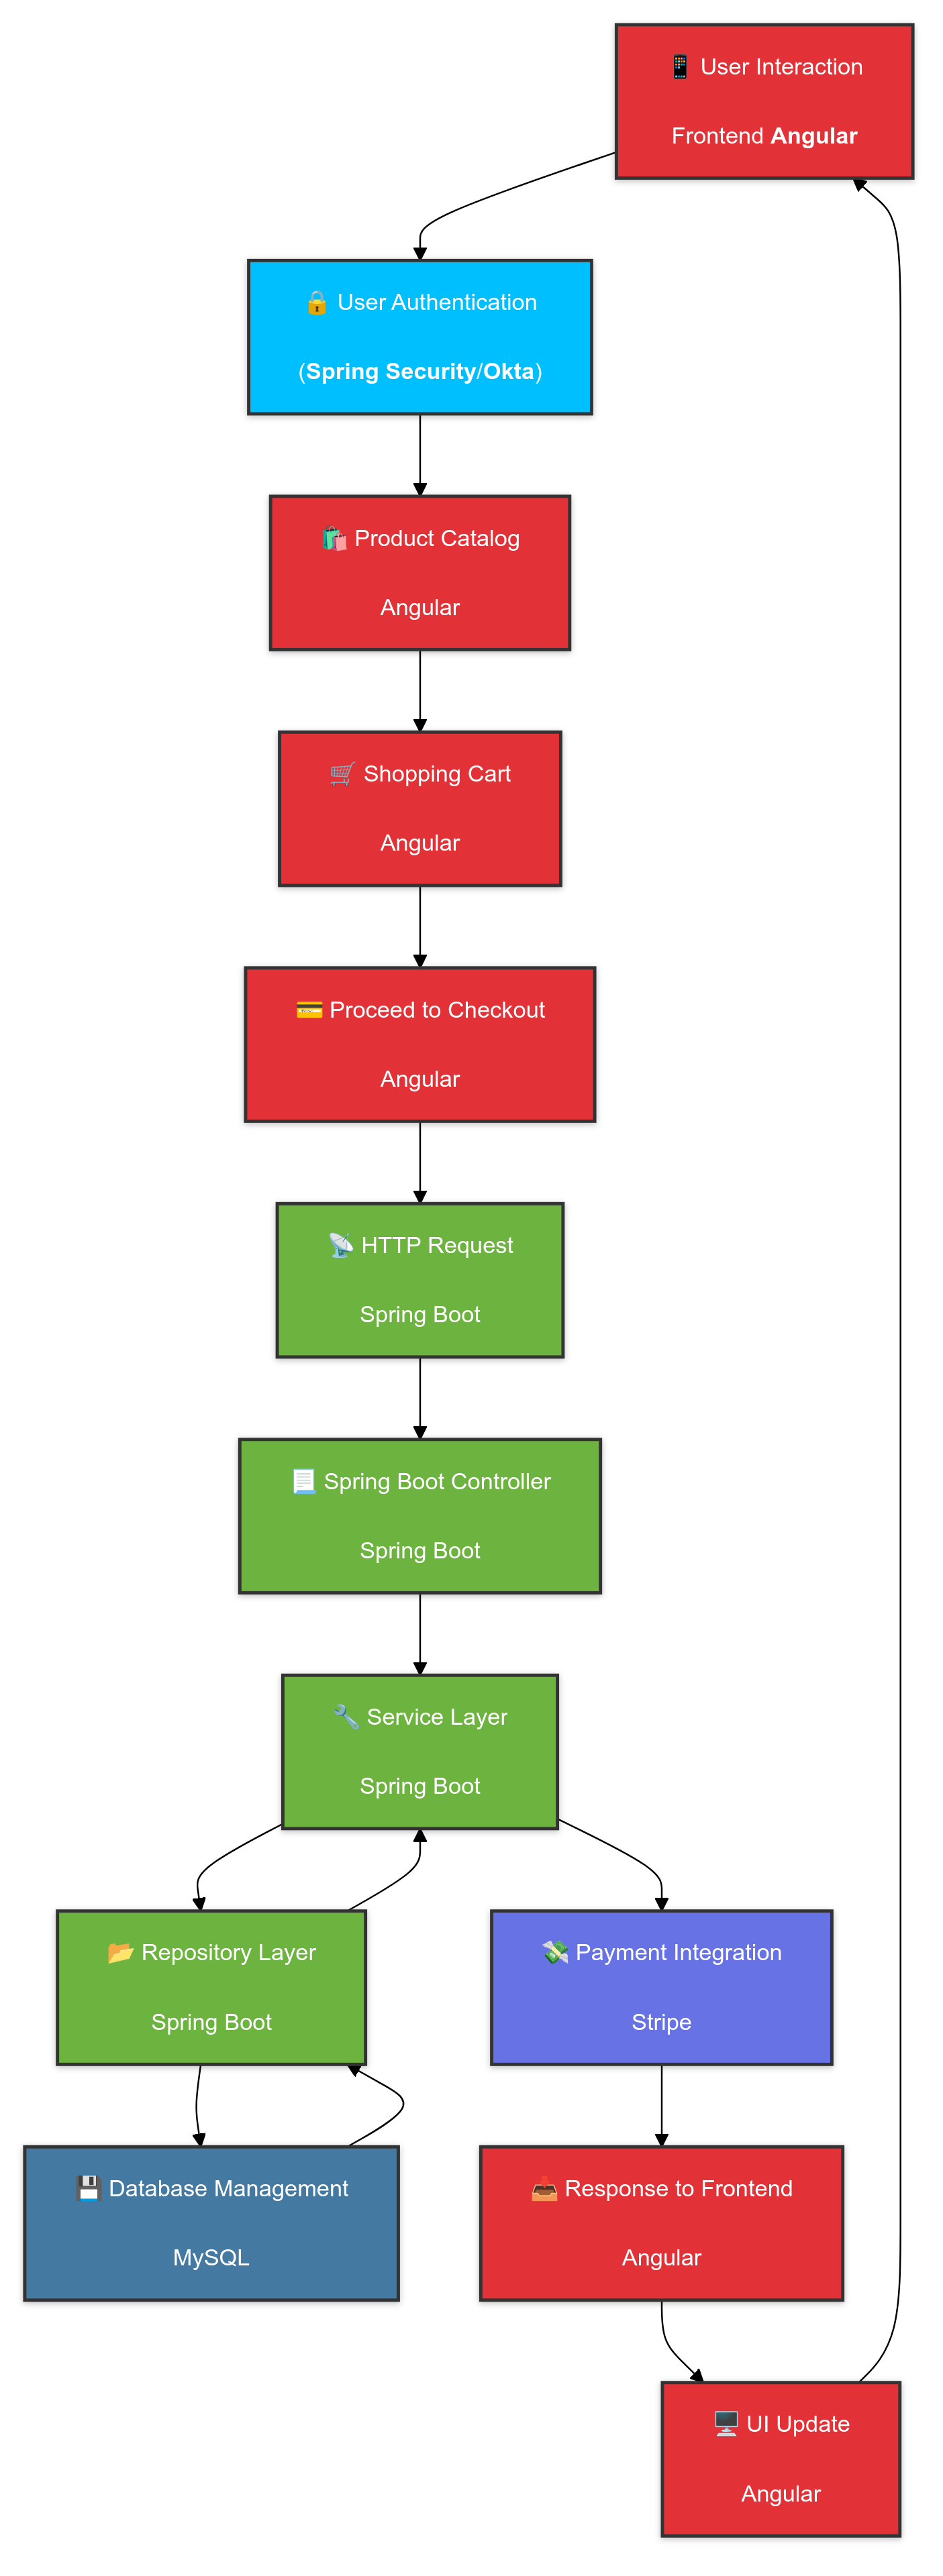 📱 User Interaction
Frontend Angular
🔒 User Authentication
(Spring Security/Okta)
🛍️ Product Catalog
Angular
🛒 Shopping Cart
Angular
💳 Proceed to Checkout
Angular
📡 HTTP Request
Spring Boot
📃 Spring Boot Controller
Spring Boot
🔧 Service Layer
Spring Boot
📂 Repository Layer
Spring Boot
💸 Payment Integration
Stripe
💾 Database Management
MySQL
📥 Response to Frontend
Angular
🖥️ UI Update
Angular